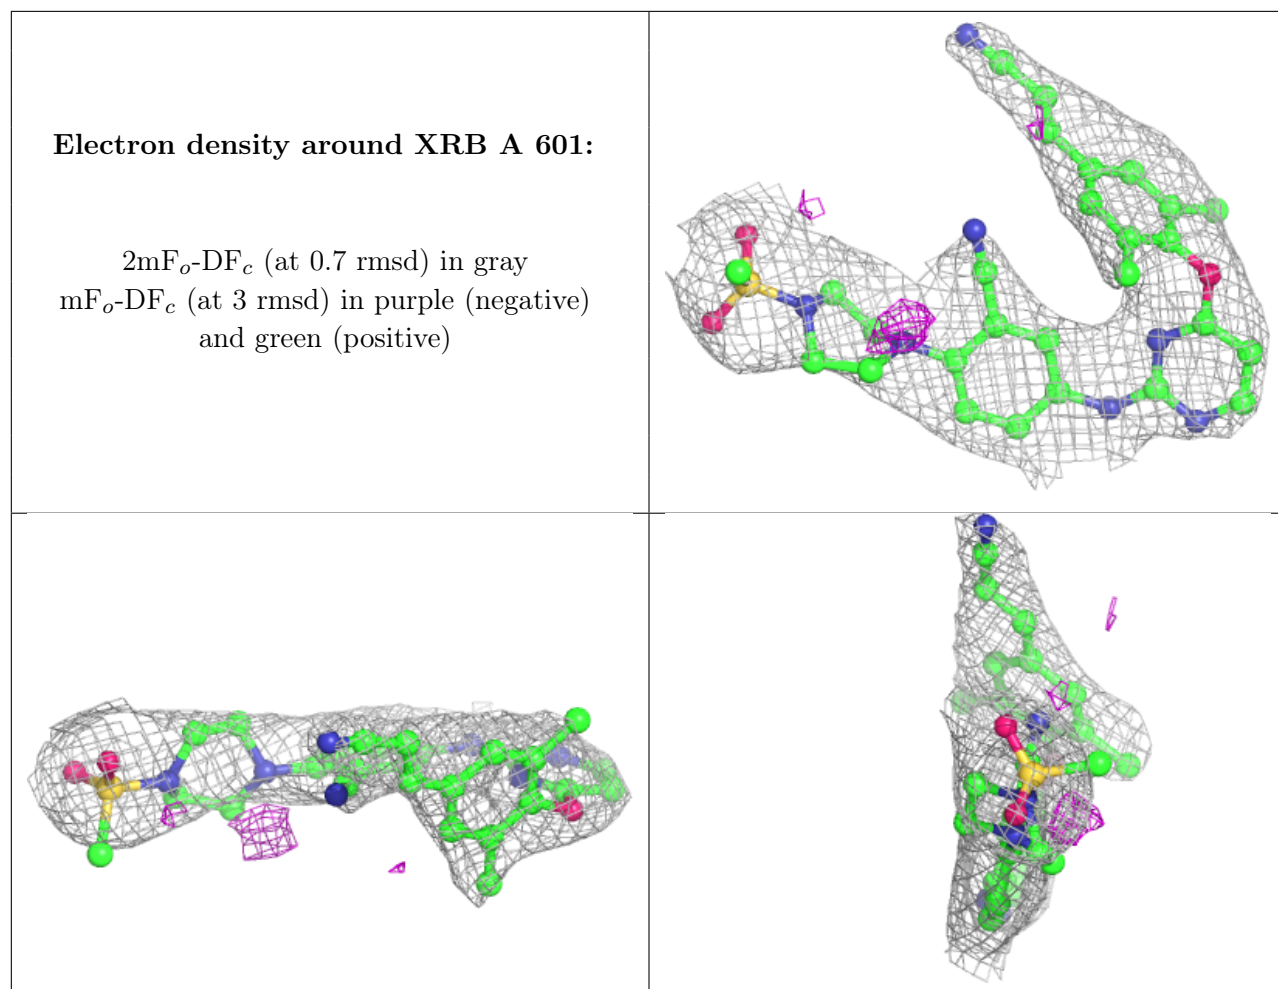 Electron density around XRB A 601:
2mFo-DFc (at 0.7 rmsd) in gray
mFo-DFc (at 3 rmsd) in purple (negative)
and green (positive)